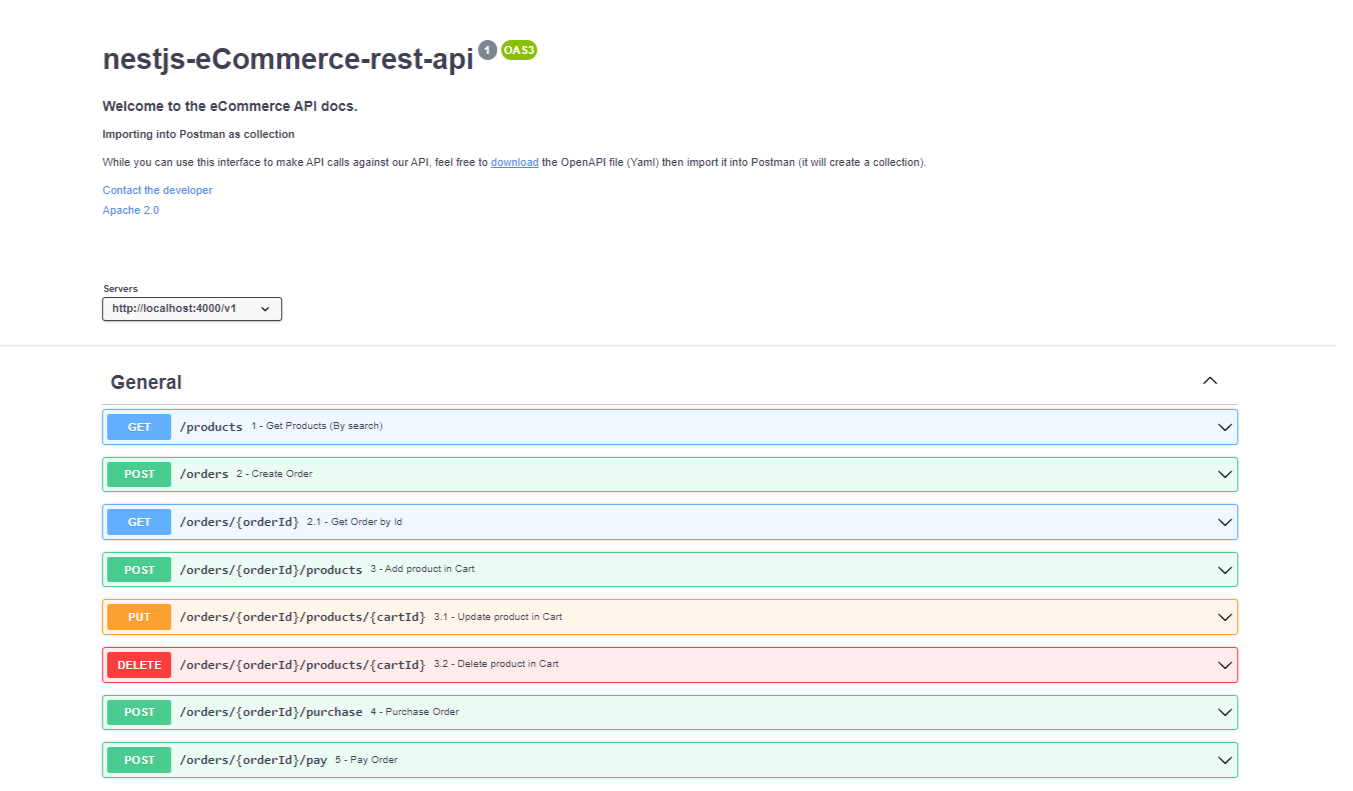 nestjs-eCommerce-rest-api 1 OAS3
Welcome to the eCommerce API docs.
Importing into Postman as collection
While you can use this interface to make API calls against our API, feel free to download the OpenAPI file (Yaml) then import it into Postman (it will create a collection).
Contact the developer
Apache 2.0
Servers
http://localhost:4000/v1
General
GET /products 1 - Get Products (By search)
POST /orders 2 - Create Order
GET /orders/{orderId} 2.1 - Get Order by Id
POST /orders/{orderId}/products 3 - Add product in Cart
PUT /orders/{orderId}/products/{cartId} 3.1 - Update product in Cart
DELETE /orders/{orderId}/products/{cartId} 3.2 - Delete product in Cart
POST /orders/{orderId}/purchase 4 - Purchase Order
POST /orders/{orderId}/pay 5 - Pay Order